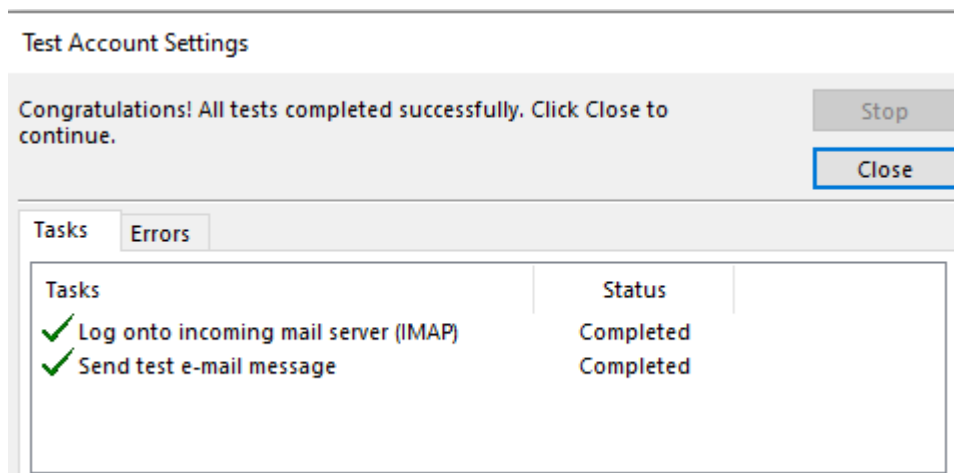 Test Account Settings
Congratulations! All tests completed successfully. Click Close to
continue.
Stop
Close
Tasks Errors
Tasks Status
Log onto incoming mail server (IMAP) Completed
Send test e-mail message Completed